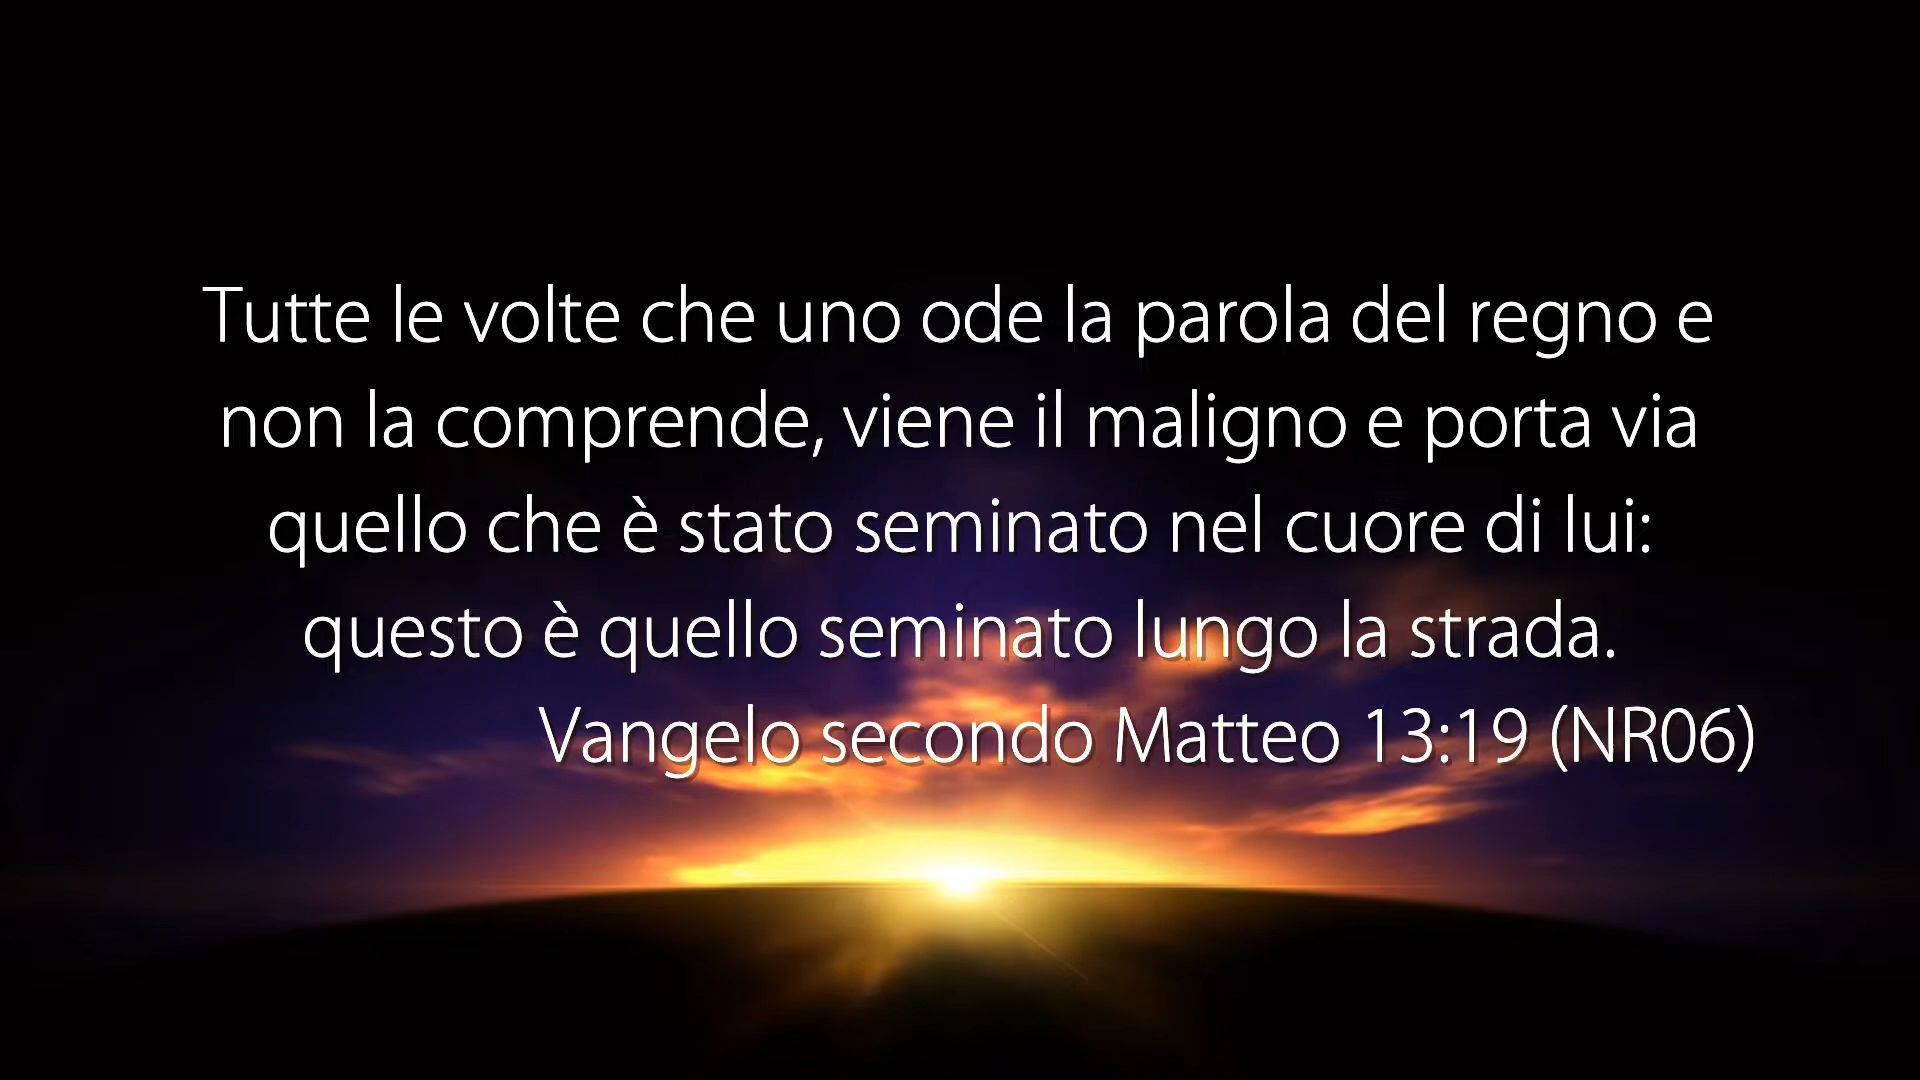 Tutte le volte che uno ode la parola del regno e
non la comprende, viene il maligno e porta via
quello che è stato seminato nel cuore di lui:
questo è quello seminato lungo la strada.
Vangelo secondo Matteo 13:19 (NR06)